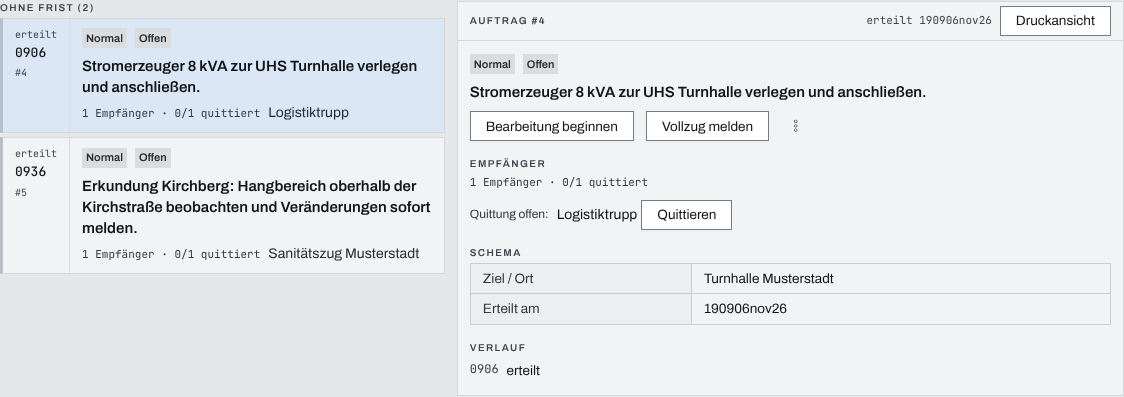 OHNE FRIST (2)
erteilt
0906
#4
Normal Offen
Stromerzeuger 8 kVA zur UHS Turnhalle verlegen
und anschließen.
1 Empfänger · 0/1 quittiert Logistiktrupp
erteilt
0936
#5
Normal Offen
Erkundung Kirchberg: Hangbereich oberhalb der
Kirchstraße beobachten und Veränderungen sofort
melden.
1 Empfänger · 0/1 quittiert Sanitätszug Musterstadt
AUFTRAG #4
erteilt 190906nov26 Druckansicht
Normal Offen
Stromerzeuger 8 kVA zur UHS Turnhalle verlegen und anschließen.
Bearbeitung beginnen Vollzug melden
EMPFÄNGER
1 Empfänger · 0/1 quittiert
Quittung offen: Logistiktrupp Quittieren
SCHEMA
Ziel / Ort Turnhalle Musterstadt
Erteilt am 190906nov26
VERLAUF
0906 erteilt